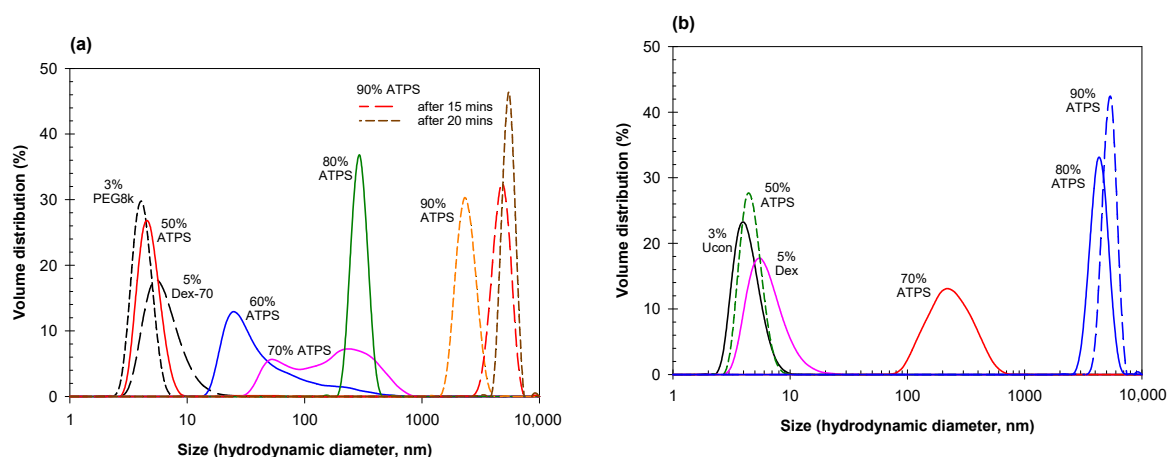 (a)
50
40
30
20
10
0
Volume distribution (%)
90% ATPS
after 15 mins
after 20 mins
3%
PEG8k
50%
ATPS
5%
Dex-70
60%
ATPS
70% ATPS
80%
ATPS
90%
ATPS
1
10
100
1000
10,000
Size (hydrodynamic diameter, nm)
(b)
50
40
30
20
10
0
Volume distribution (%)
90%
ATPS
80%
ATPS
50%
ATPS
3%
Ucon
5%
Dex
70%
ATPS
1
10
100
1000
10,000
Size (hydrodynamic diameter, nm)